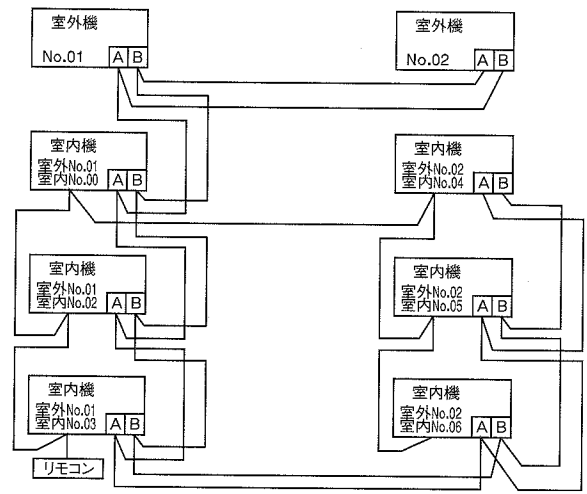 室外機
No.01 A B
室外機
No.02 A B
室内機
室外No.01
室内No.00 A B
室内機
室外No.02
室内No.04 A B
室内機
室外No.01
室内No.02 A B
室内機
室外No.02
室内No.05 A B
室内機
室外No.01
室内No.03 A B
リモコン
室内機
室外No.02
室内No.06 A B